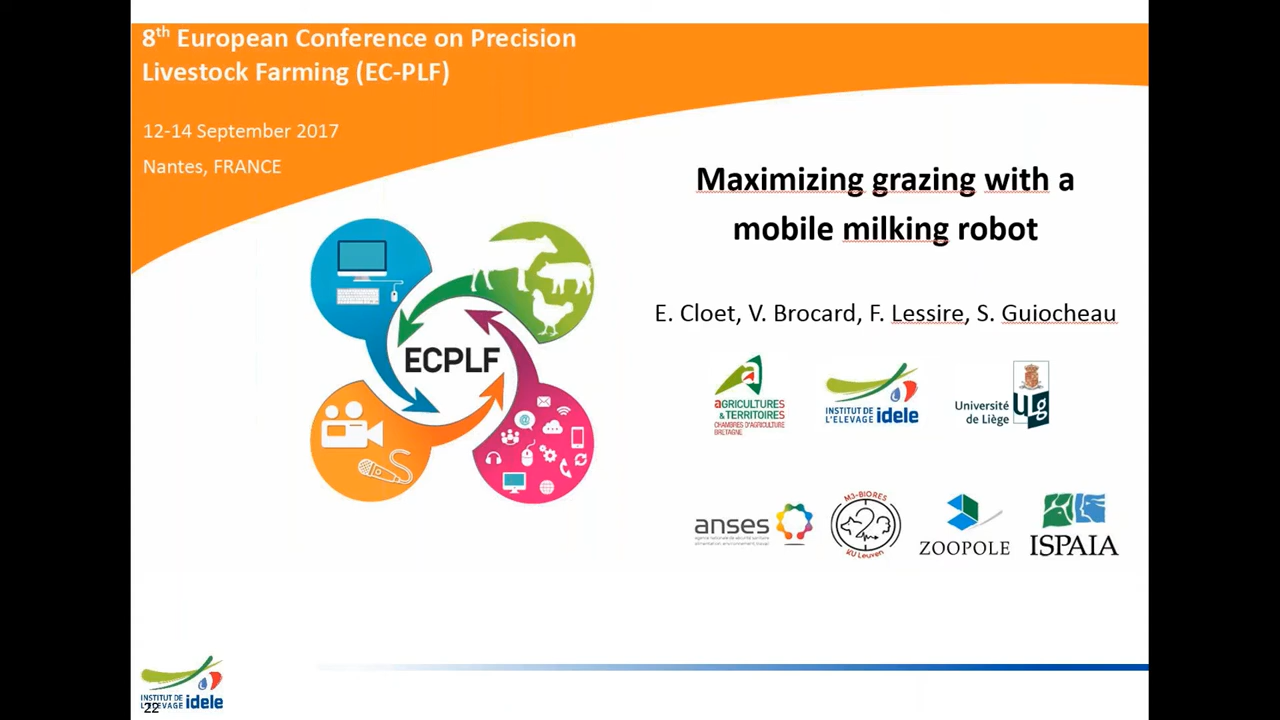 8th European Conference on Precision
Livestock Farming (EC-PLF)
12-14 September 2017
Nantes, FRANCE
Maximizing grazing with a
mobile milking robot
E. Cloet, V. Brocard, F. Lessire, S. Guiocheau
ECPLF
AGRICULTURES
& TERRITOIRES
CHAMBRES D'AGRICULTURE
BRETAGNE
INSTITUT DE
L'ELEVAGE idele
Université
de Liège
ULg
anses
M3-BIORES
KU Leuven
ZOOPOLE
ISPAIA
INSTITUT DE
L'ELEVAGE idele
22